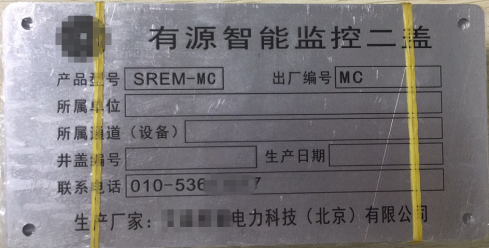 有源智能监控二盖
产品型号 SREM-MC 出厂编号 MC
所属单位
所属通道（设备）
井盖编号 生产日期
联系电话 010-536 7
生产厂家： 电力科技（北京）有限公司